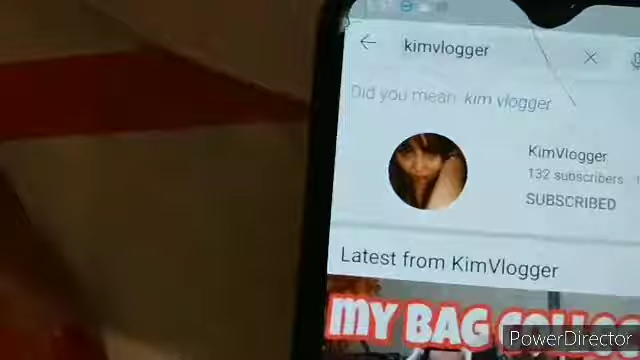 kimvlogger
Did you mean kim vlogger
KimVlogger
132 subscribers
SUBSCRIBED
Latest from KimVlogger
MY BAG
PowerDirector